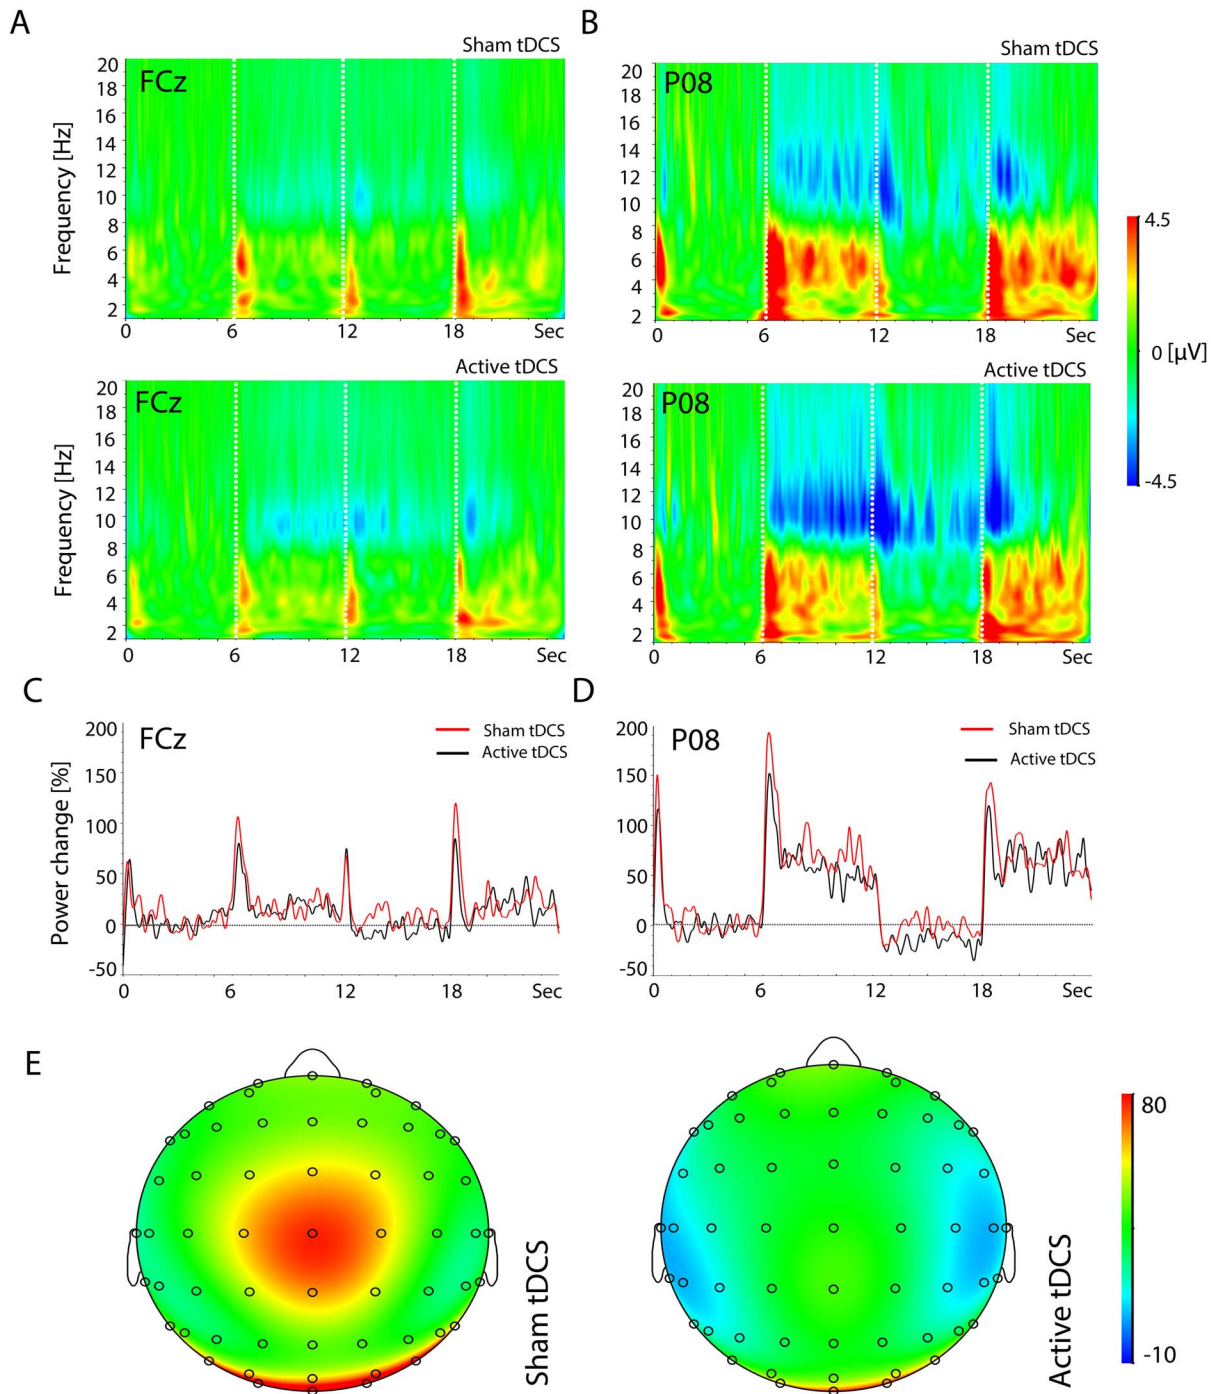 A
B
Sham tDCS
Sham tDCS
FCz
P08
Frequency [Hz]
20
18
16
14
12
10
8
6
4
2
0
6
12
18
Sec
20
18
16
14
12
10
8
6
4
2
0
6
12
18
Sec
4.5
0 [µV]
-4.5
Active tDCS
Active tDCS
FCz
P08
Frequency [Hz]
20
18
16
14
12
10
8
6
4
2
0
6
12
18
Sec
20
18
16
14
12
10
8
6
4
2
0
6
12
18
Sec
C
D
FCz
Sham tDCS
Active tDCS
Power change [%]
200
150
100
50
0
-50
0
6
12
18
Sec
P08
Sham tDCS
Active tDCS
200
150
100
50
0
-50
0
6
12
18
Sec
E
Sham tDCS
Active tDCS
80
-10